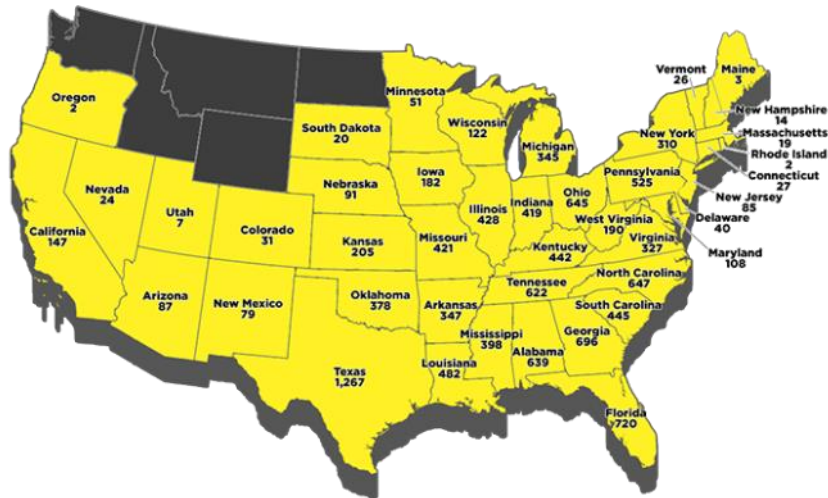 Oregon
2
California
147
Nevada
24
Utah
7
Arizona
87
Colorado
31
New Mexico
79
South Dakota
20
Nebraska
91
Kansas
205
Oklahoma
378
Texas
1,267
Minnesota
51
Iowa
182
Missouri
421
Arkansas
347
Louisiana
482
Wisconsin
122
Illinois
428
Michigan
345
Indiana
419
Ohio
645
Kentucky
442
Tennessee
622
Mississippi
398
Alabama
639
Georgia
696
Florida
720
South Carolina
445
North Carolina
647
Virginia
327
West Virginia
190
Pennsylvania
525
New York
310
Vermont
26
Maine
3
New Hampshire
14
Massachusetts
19
Rhode Island
2
Connecticut
27
New Jersey
85
Delaware
40
Maryland
108